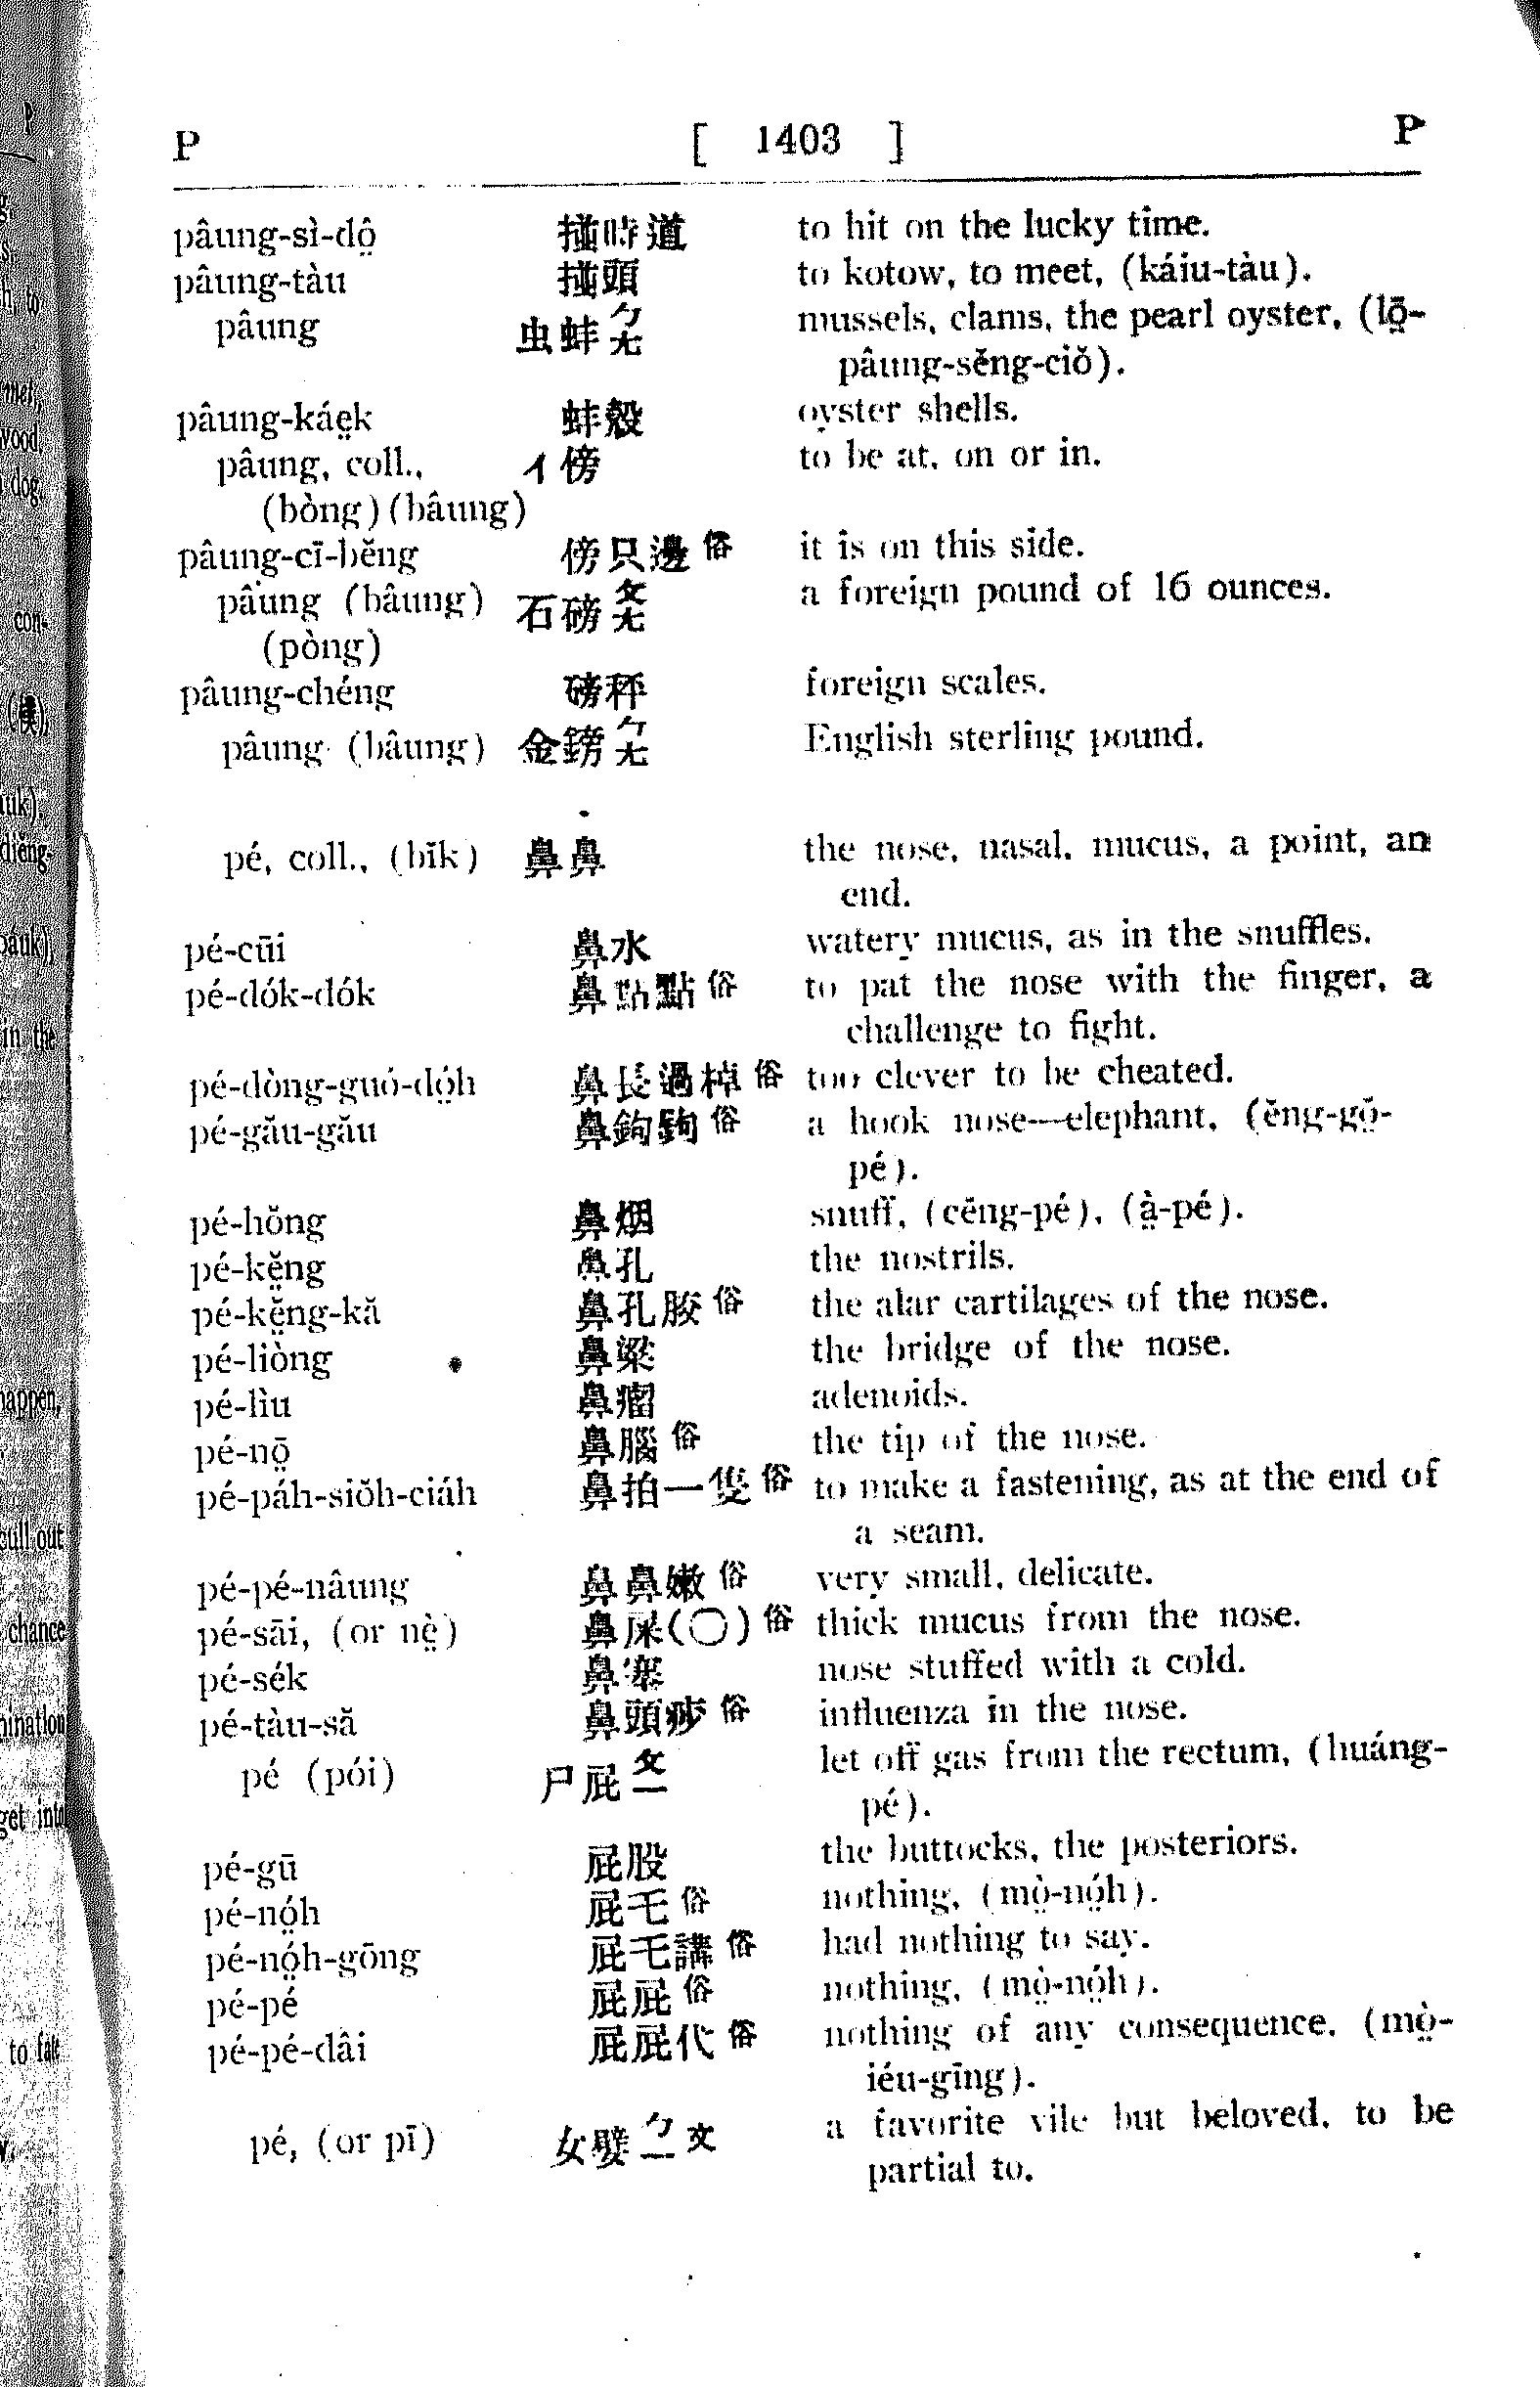 P [ 1403 ] P
pâung-sì-dô̤ 掽時道 to hit on the lucky time.
pâung-tàu 掽頭 to kotow, to meet, (káiu-tàu).
pâung 虫 蚌 ㄆㄤ mussels, clams, the pearl oyster, (lō̤-
pâung-sĕng-ciŏ).
pâung-káe̤k 蚌殼 oyster shells.
pâung, coll., 亻 傍 to be at, on or in.
(bòng) (bâung)
pâung-cī-bĕng 傍只邊 俗 it is on this side.
pâung (bâung) 石 磅 ㄆㄤ a foreign pound of 16 ounces.
(pòng)
pâung-chéng 磅秤 foreign scales.
pâung (bâung) 金 鎊 ㄅㄤ English sterling pound.
pé, coll., (bĭk) 鼻 鼻 the nose, nasal, mucus, a point, an
end.
pé-cūi 鼻水 watery mucus, as in the snuffles.
pé-dók-dók 鼻點點 俗 to pat the nose with the finger, a
challenge to fight.
pé-dòng-guó-dó̤h 鼻長過棹 俗 too clever to be cheated.
pé-gău-gău 鼻鉤鉤 俗 a hook nose—elephant, (ĕng-gō̤-
pé).
pé-hŏng 鼻烟 snuff, (cēng-pé), (ạ̀-pé).
pé-kĕ̤ng 鼻孔 the nostrils.
pé-kĕ̤ng-kă 鼻孔骹 俗 the alar cartilages of the nose.
pé-liòng 鼻梁 the bridge of the nose.
pé-lìu 鼻瘤 adenoids.
pé-nō̤ 鼻腦 俗 the tip of the nose.
pé-páh-siŏh-ciáh 鼻拍一隻 俗 to make a fastening, as at the end of
a seam.
pé-pé-nâung 鼻鼻嫩 俗 very small, delicate.
pé-sāi, (or nè̤) 鼻屎(〇) 俗 thick mucus from the nose.
pé-sék 鼻塞 nose stuffed with a cold.
pé-tàu-să 鼻頭痧 俗 influenza in the nose.
pé (pói) 尸 屁 ㄆㄧ let off gas from the rectum, (huáng-
pé).
pé-gū 屁股 the buttocks, the posteriors.
pé-nó̤h 屁乇 俗 nothing, (mò̤-nó̤h).
pé-nó̤h-gōng 屁乇講 俗 had nothing to say.
pé-pé 屁屁 俗 nothing, (mò̤-nó̤h).
pé-pé-dâi 屁屁代 俗 nothing of any consequence, (mò̤-
iéu-gīng).
pé, (or pī) 女 嬖 ㄅㄧ 文 a favorite vile but beloved, to be
partial to.